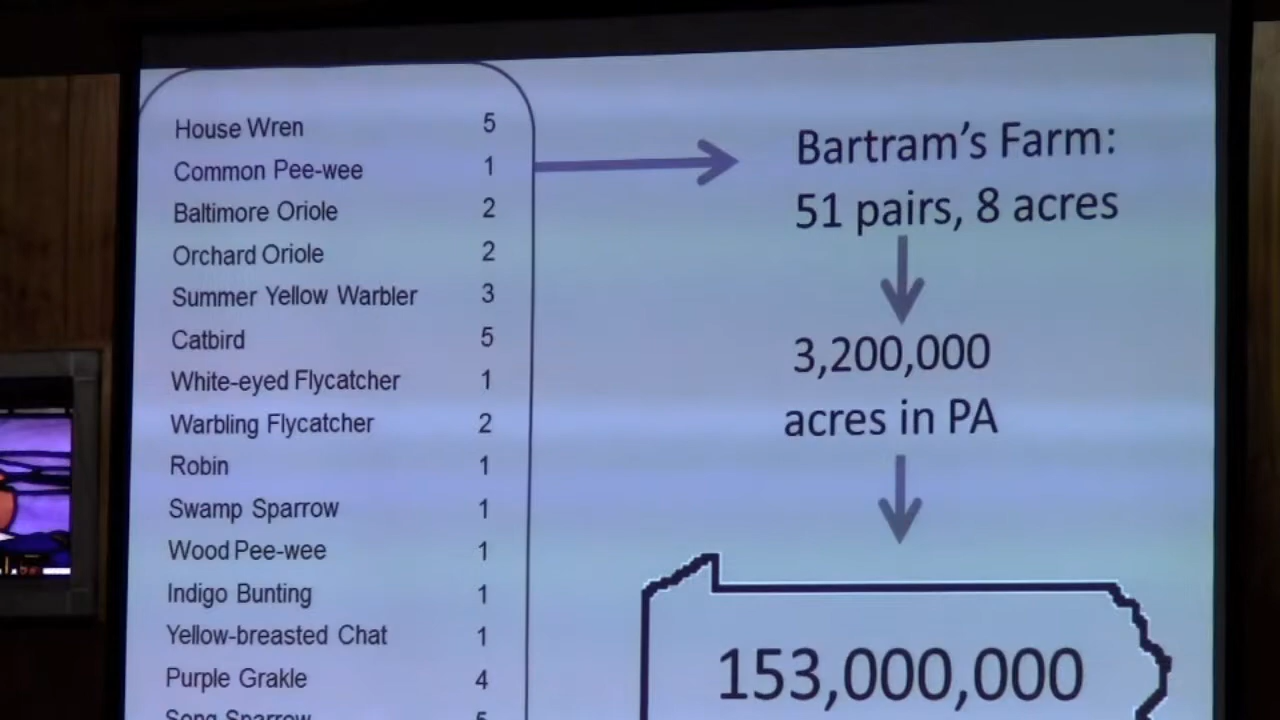 House Wren 5
Common Pee-wee 1
Baltimore Oriole 2
Orchard Oriole 2
Summer Yellow Warbler 3
Catbird 5
White-eyed Flycatcher 1
Warbling Flycatcher 2
Robin 1
Swamp Sparrow 1
Wood Pee-wee 1
Indigo Bunting 1
Yellow-breasted Chat 1
Purple Grakle 4
Song Sparrow 5
Bartram's Farm:
51 pairs, 8 acres
3,200,000
acres in PA
153,000,000